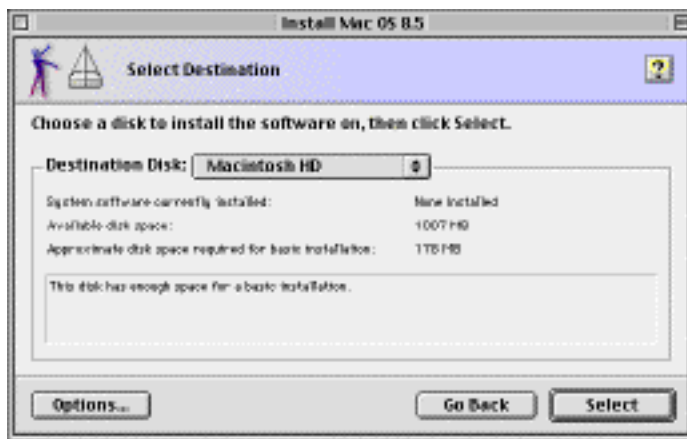 Install Mac OS 8.5
Select Destination
?
Choose a disk to install the software on, then click Select.
Destination Disk: Macintosh HD
System software currently installed: None installed
Available disk space: 1007 MB
Approximate disk space required for basic installation: 178 MB
This disk has enough space for a basic installation.
Options... Go Back Select